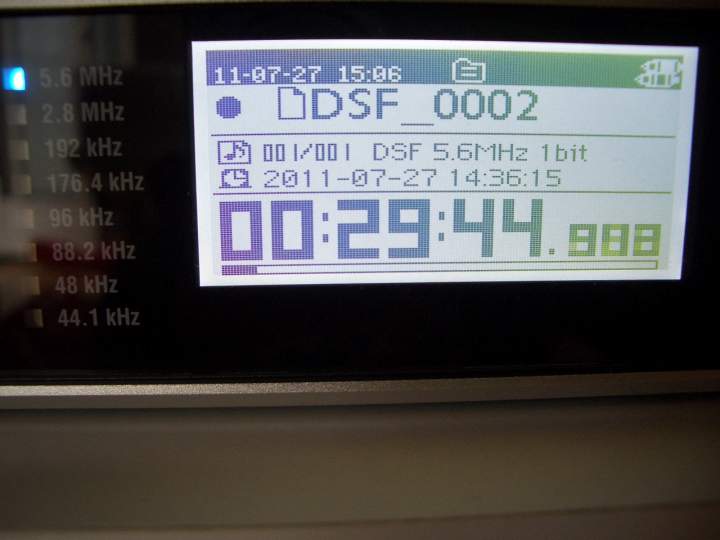 5.6 MHz
2.8 MHz
192 kHz
176.4 kHz
96 kHz
88.2 kHz
48 kHz
44.1 kHz
11-07-27 15:06
DSF_0002
001/001 DSF 5.6MHz 1bit
2011-07-27 14:36:15
00:29:44.888